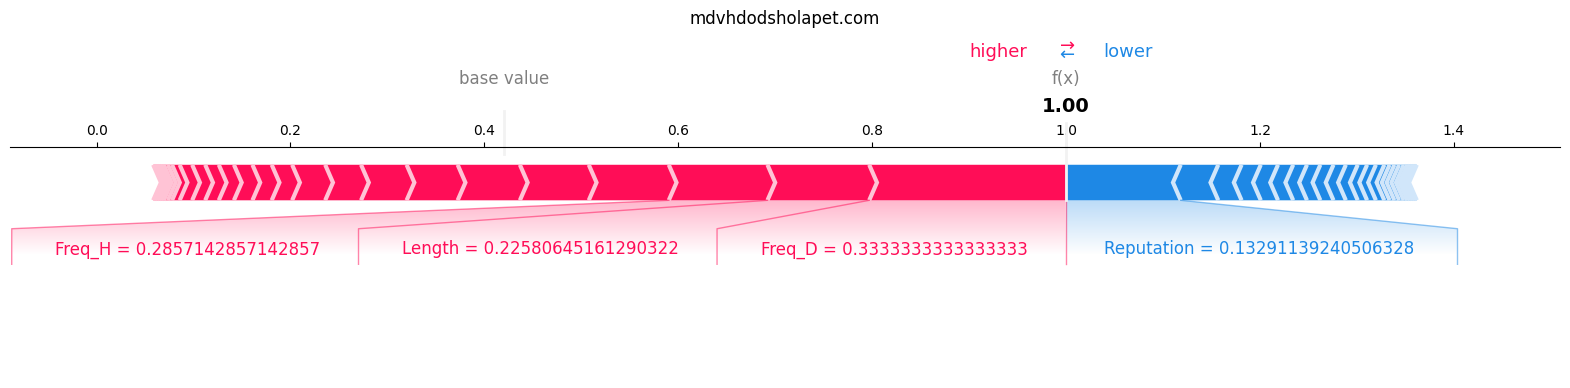 mdvhdodsholapet.com
higher → lower
←
base value f(x)
1.00
0.0 0.2 0.4 0.6 0.8 1.0 1.2 1.4
Freq_H = 0.2857142857142857 Length = 0.22580645161290322 Freq_D = 0.3333333333333333 Reputation = 0.13291139240506328